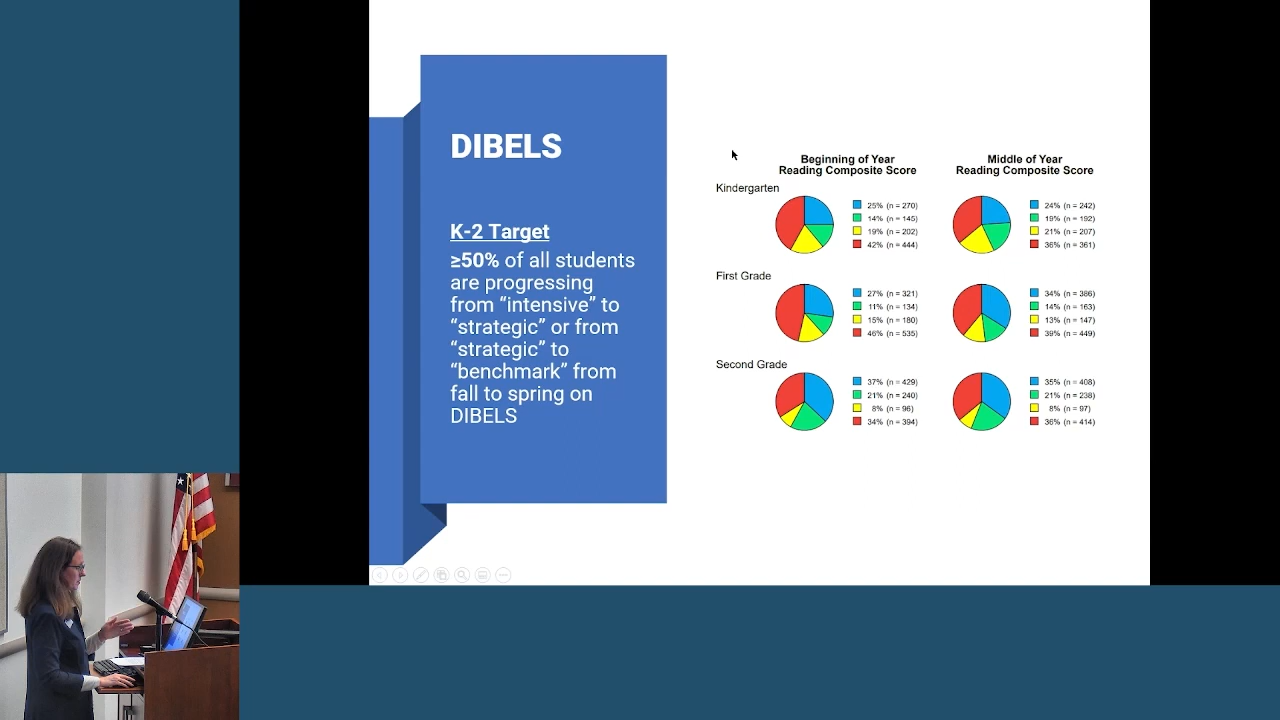 DIBELS
K-2 Target
≥50% of all students
are progressing
from “intensive” to
“strategic” or from
“strategic” to
“benchmark” from
fall to spring on
DIBELS
Beginning of Year
Reading Composite Score
Middle of Year
Reading Composite Score
Kindergarten
25% (n = 270)
14% (n = 145)
19% (n = 202)
42% (n = 444)
24% (n = 242)
19% (n = 192)
21% (n = 207)
36% (n = 361)
First Grade
27% (n = 321)
11% (n = 134)
15% (n = 180)
46% (n = 535)
34% (n = 386)
14% (n = 163)
13% (n = 147)
39% (n = 449)
Second Grade
37% (n = 429)
21% (n = 240)
8% (n = 96)
34% (n = 394)
35% (n = 408)
21% (n = 238)
8% (n = 97)
36% (n = 414)